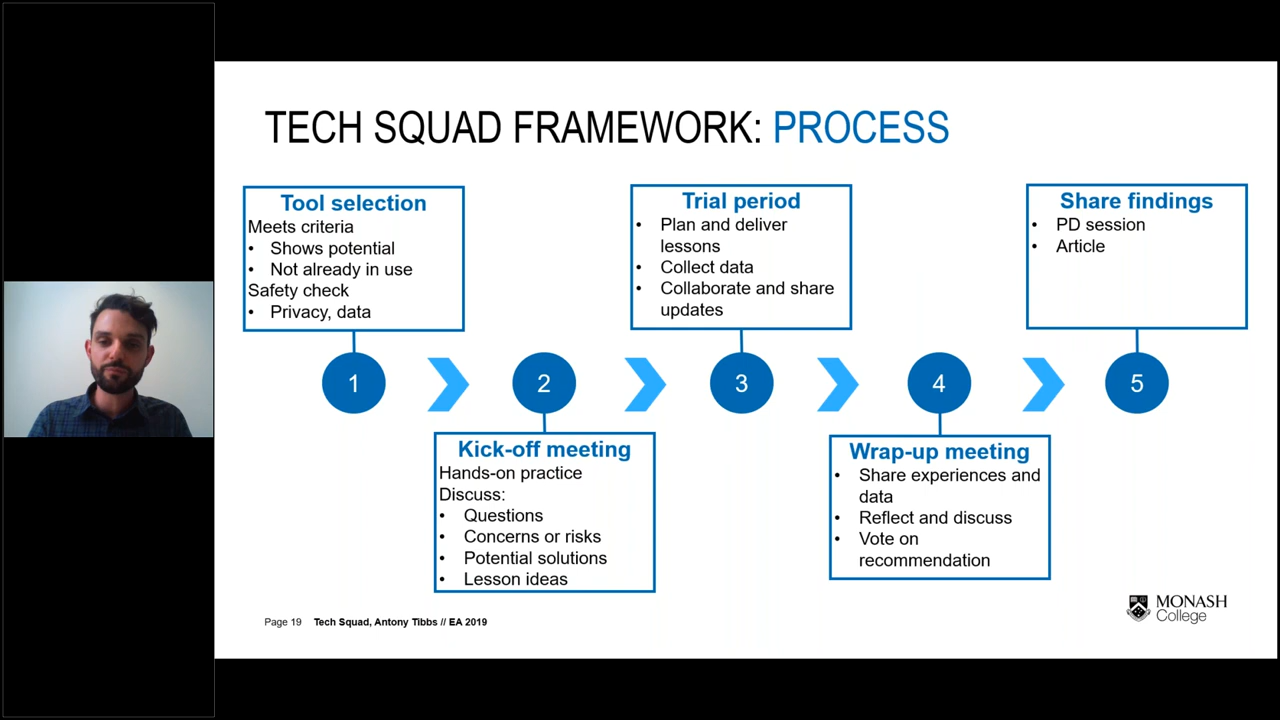 TECH SQUAD FRAMEWORK: PROCESS
Tool selection
Meets criteria
• Shows potential
• Not already in use
Safety check
• Privacy, data
Trial period
• Plan and deliver
lessons
• Collect data
• Collaborate and share
updates
Share findings
• PD session
• Article
1
2
3
4
5
Kick-off meeting
Hands-on practice
Discuss:
• Questions
• Concerns or risks
• Potential solutions
• Lesson ideas
Wrap-up meeting
• Share experiences and
data
• Reflect and discuss
• Vote on
recommendation
Page 19 Tech Squad, Antony Tibbs // EA 2019
MONASH
College